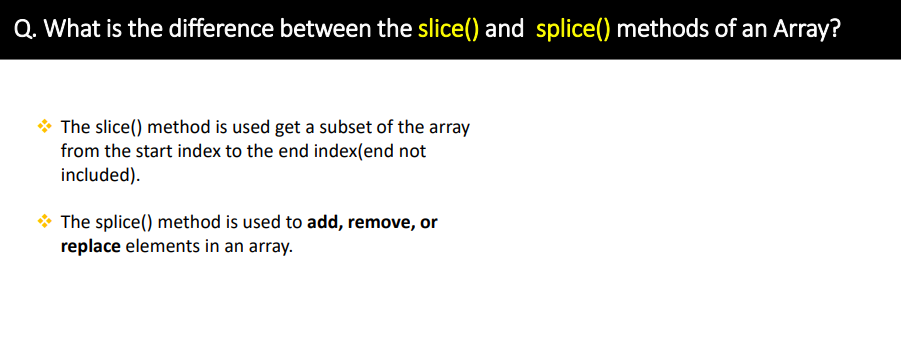 Q. What is the difference between the slice() and splice() methods of an Array?
The slice() method is used get a subset of the array
from the start index to the end index(end not
included).
The splice() method is used to add, remove, or
replace elements in an array.